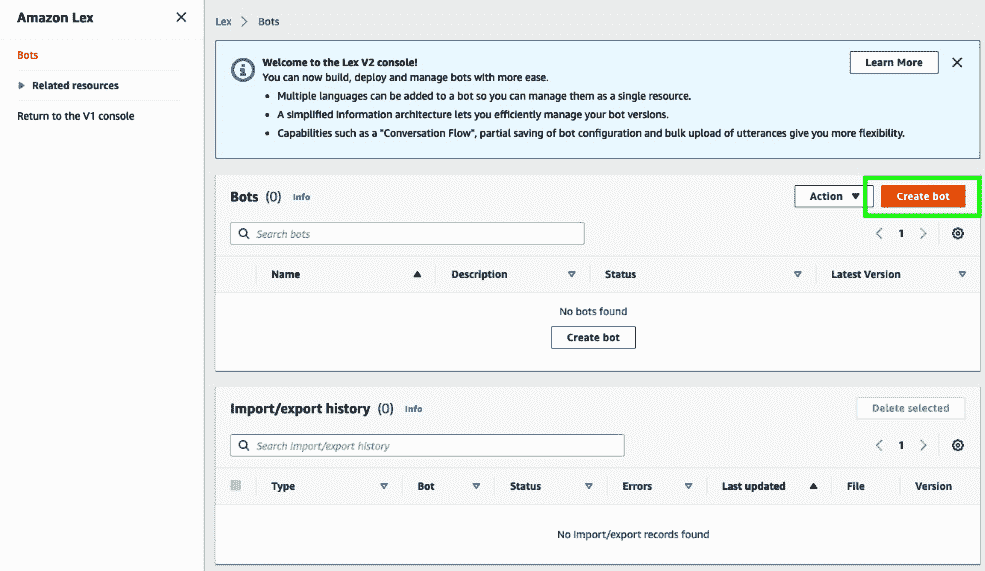 Amazon Lex
Bots
Related resources
Return to the V1 console
Lex > Bots
Welcome to the Lex V2 console!
You can now build, deploy and manage bots with more ease.
• Multiple languages can be added to a bot so you can manage them as a single resource.
• A simplified information architecture lets you efficiently manage your bot versions.
• Capabilities such as a "Conversation Flow", partial saving of bot configuration and bulk upload of utterances give you more flexibility.
Learn More
Bots (0) Info
Action
Create bot
Search bots
1
Name Description Status Latest Version
No bots found
Create bot
Import/export history (0) Info
Delete selected
Search import/export history
1
Type Bot Status Errors Last updated File Version
No import/export records found